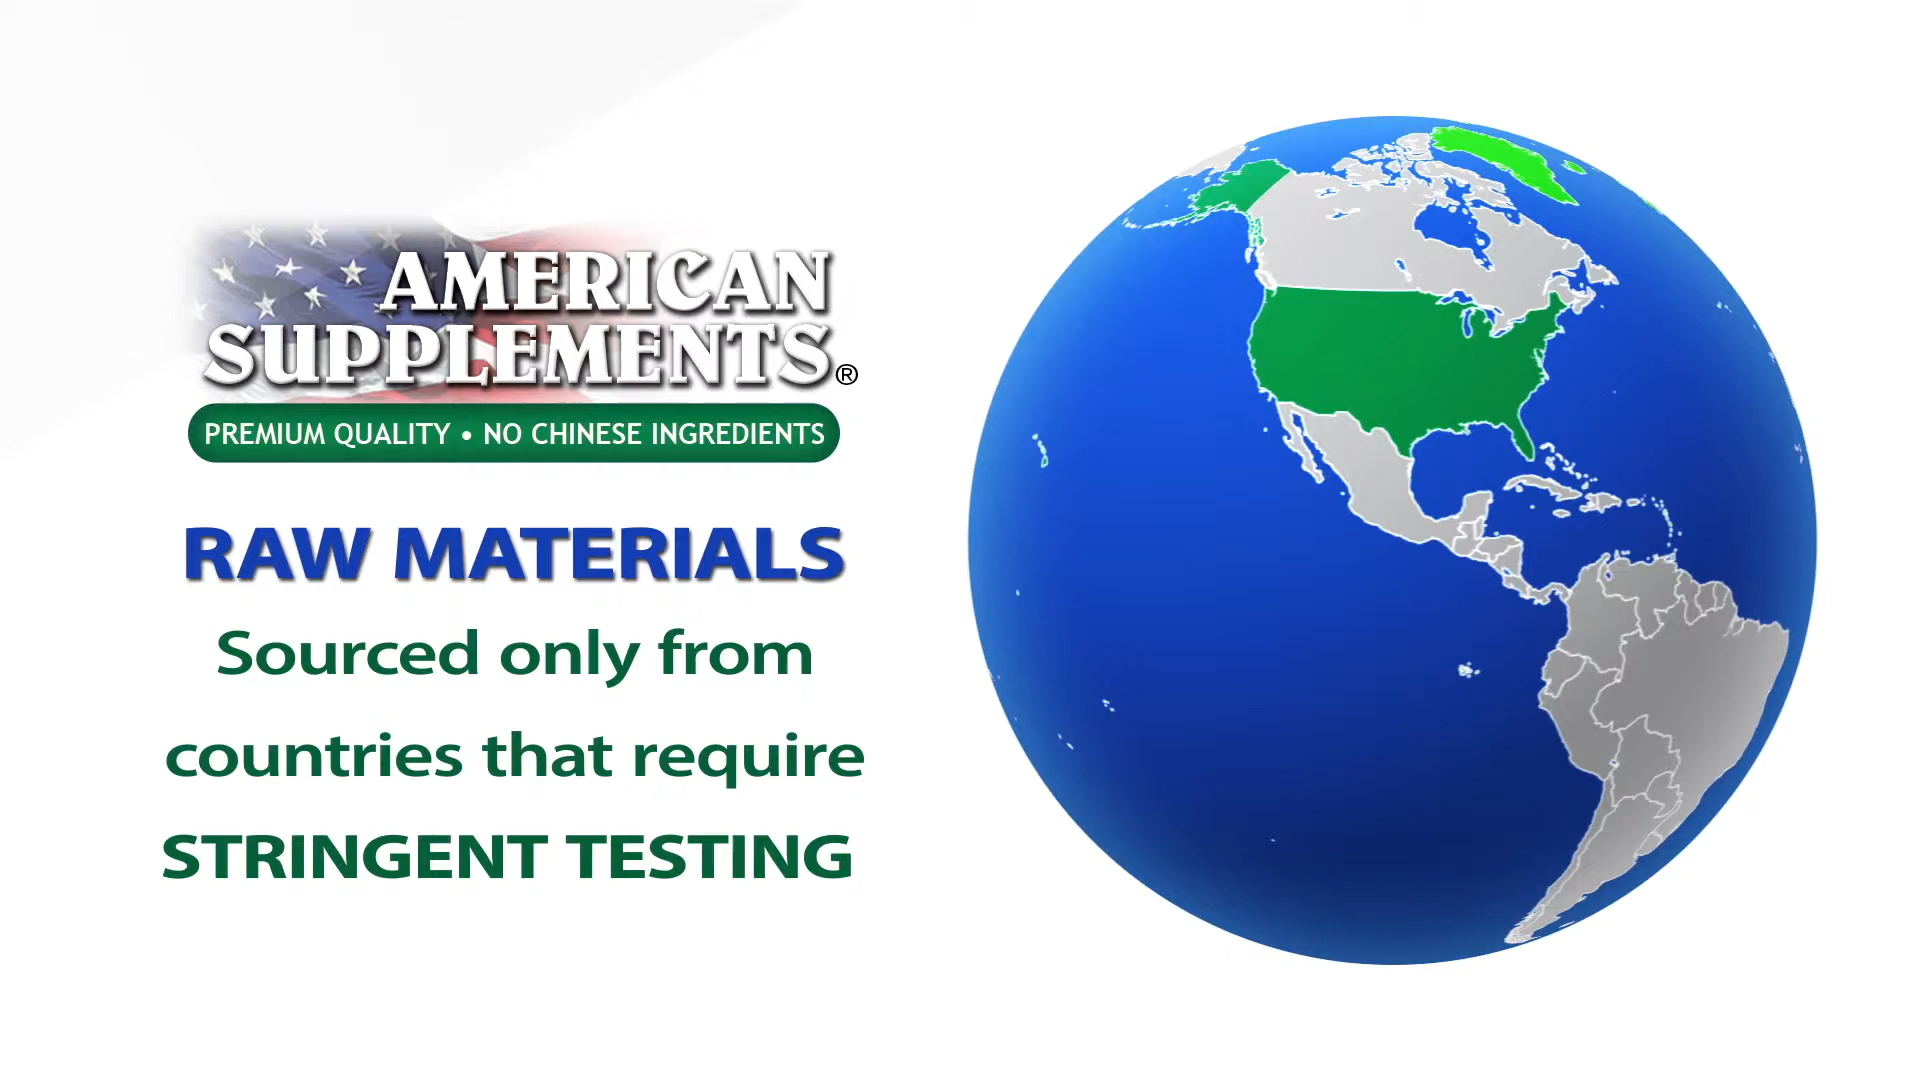 AMERICAN
SUPPLEMENTS®
PREMIUM QUALITY • NO CHINESE INGREDIENTS
RAW MATERIALS
Sourced only from
countries that require
STRINGENT TESTING